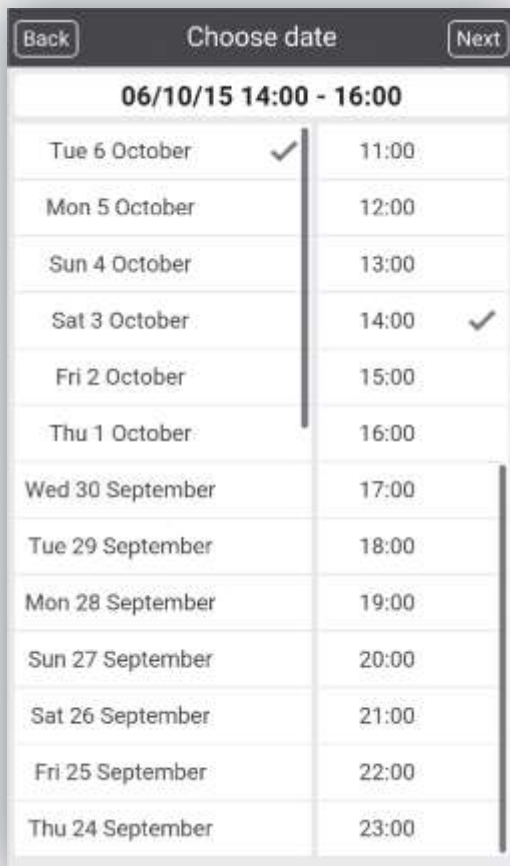 Back Choose date Next
06/10/15 14:00 - 16:00
Tue 6 October 11:00
Mon 5 October 12:00
Sun 4 October 13:00
Sat 3 October 14:00
Fri 2 October 15:00
Thu 1 October 16:00
Wed 30 September 17:00
Tue 29 September 18:00
Mon 28 September 19:00
Sun 27 September 20:00
Sat 26 September 21:00
Fri 25 September 22:00
Thu 24 September 23:00